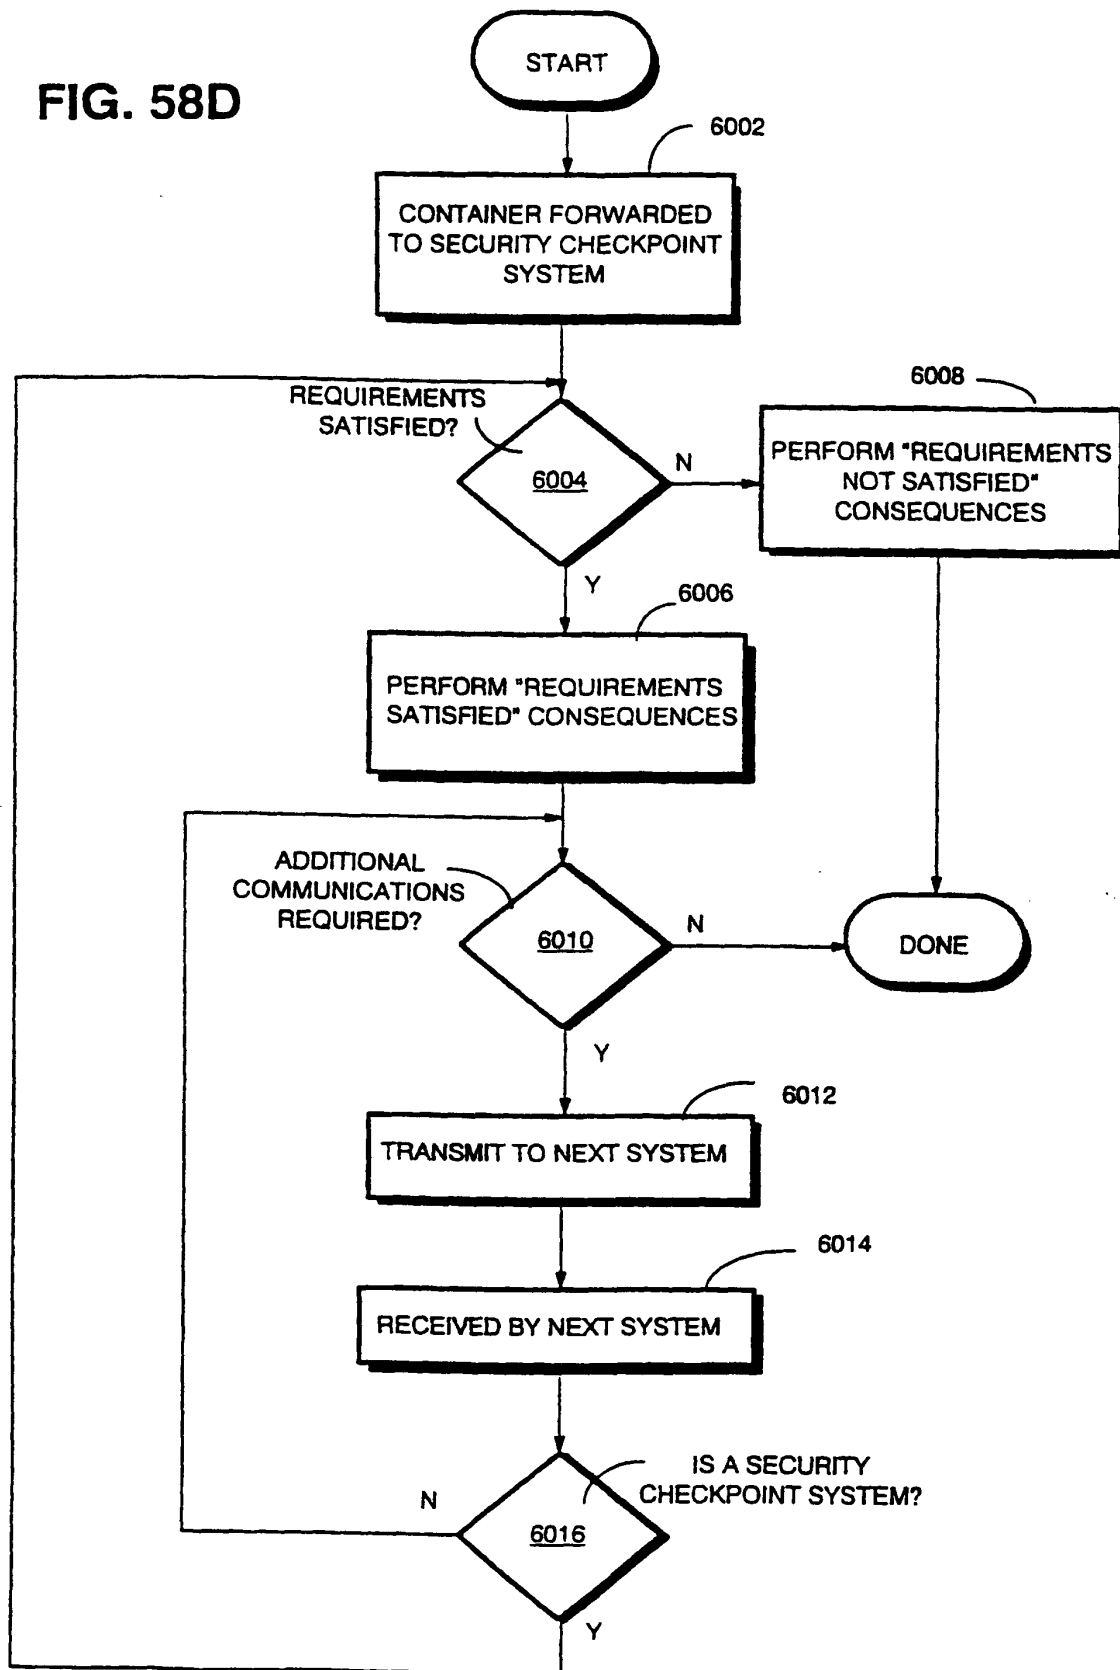 FIG. 58D
START
6002
CONTAINER FORWARDED
TO SECURITY CHECKPOINT
SYSTEM
REQUIREMENTS
SATISFIED?
6004
N
6008
PERFORM "REQUIREMENTS
NOT SATISFIED"
CONSEQUENCES
Y
6006
PERFORM "REQUIREMENTS
SATISFIED" CONSEQUENCES
ADDITIONAL
COMMUNICATIONS
REQUIRED?
6010
N
DONE
Y
6012
TRANSMIT TO NEXT SYSTEM
6014
RECEIVED BY NEXT SYSTEM
IS A SECURITY
CHECKPOINT SYSTEM?
N
6016
Y